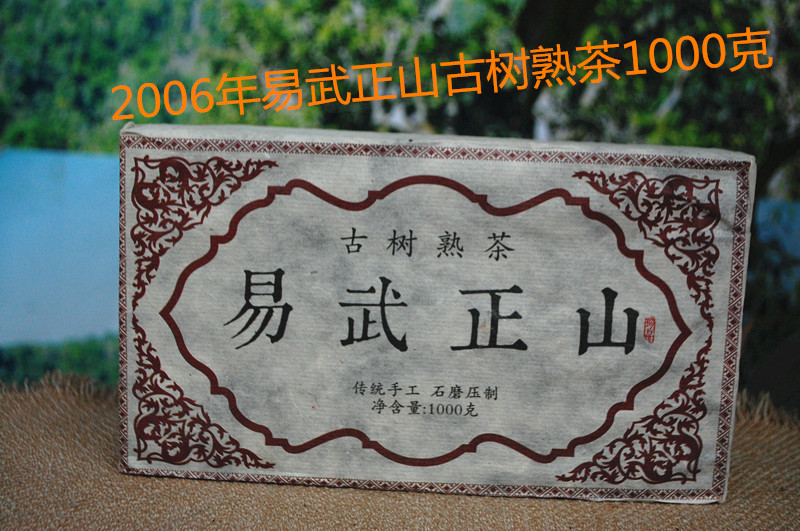 2006年易武正山古树熟茶1000克
古树熟茶
易武正山
传统手工 石磨压制
净含量:1000克